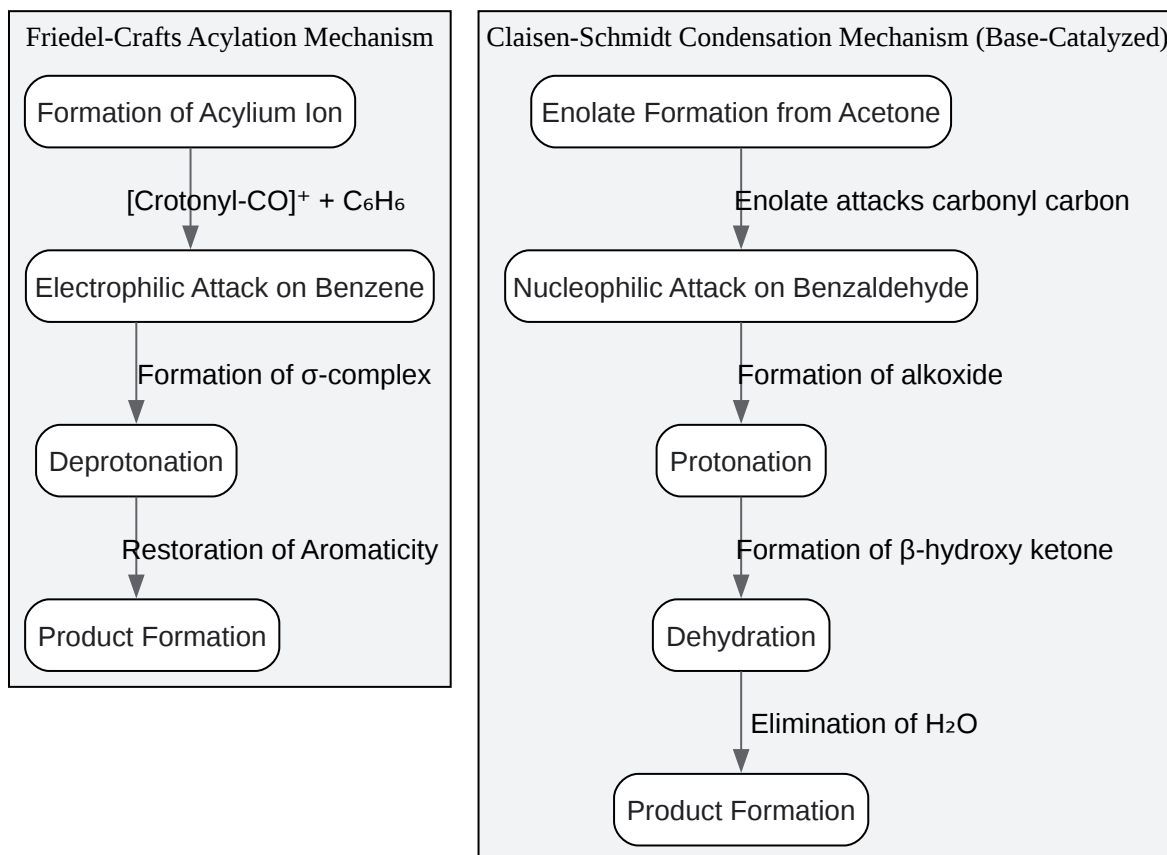 Friedel-Crafts Acylation Mechanism
Formation of Acylium Ion
[Crotonyl-CO]⁺ + C₆H₆
Electrophilic Attack on Benzene
Formation of σ-complex
Deprotonation
Restoration of Aromaticity
Product Formation
Claisen-Schmidt Condensation Mechanism (Base-Catalyzed)
Enolate Formation from Acetone
Enolate attacks carbonyl carbon
Nucleophilic Attack on Benzaldehyde
Formation of alkoxide
Protonation
Formation of β-hydroxy ketone
Dehydration
Elimination of H₂O
Product Formation